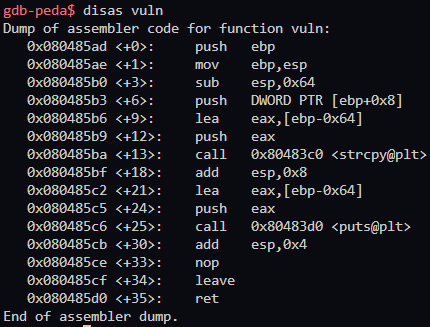 gdb-peda$ disas vuln
Dump of assembler code for function vuln:
   0x080485ad <+0>:     push   ebp
   0x080485ae <+1>:     mov    ebp,esp
   0x080485b0 <+3>:     sub    esp,0x64
   0x080485b3 <+6>:     push   DWORD PTR [ebp+0x8]
   0x080485b6 <+9>:     lea    eax,[ebp-0x64]
   0x080485b9 <+12>:    push   eax
   0x080485ba <+13>:    call   0x80483c0 <strcpy@plt>
   0x080485bf <+18>:    add    esp,0x8
   0x080485c2 <+21>:    lea    eax,[ebp-0x64]
   0x080485c5 <+24>:    push   eax
   0x080485c6 <+25>:    call   0x80483d0 <puts@plt>
   0x080485cb <+30>:    add    esp,0x4
   0x080485ce <+33>:    nop
   0x080485cf <+34>:    leave
   0x080485d0 <+35>:    ret
End of assembler dump.